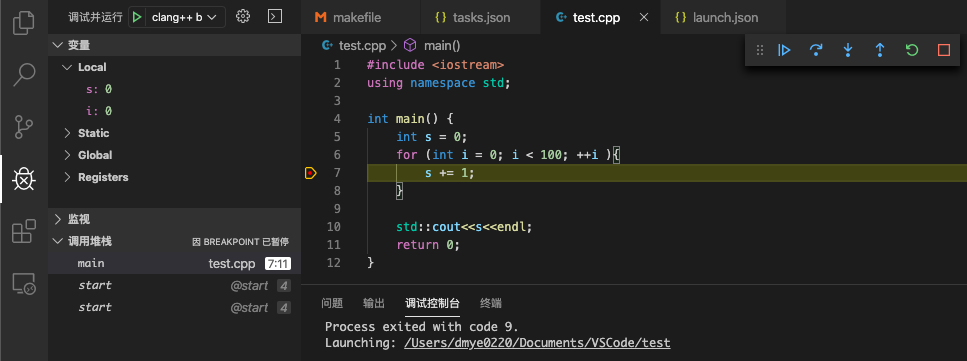 调试并运行 clang++ b
变量
Local
s: 0
i: 0
Static
Global
Registers
监视
调用堆栈 因 BREAKPOINT 已暂停
main test.cpp 7:11
start @start 4
start @start 4
makefile tasks.json test.cpp launch.json
test.cpp > main()
1 #include <iostream>
2 using namespace std;
3
4 int main() {
5 int s = 0;
6 for (int i = 0; i < 100; ++i ){
7 s += 1;
8 }
9
10 std::cout<<s<<endl;
11 return 0;
12 }
问题 输出 调试控制台 终端
Process exited with code 9.
Launching: /Users/dmye0220/Documents/VSCode/test